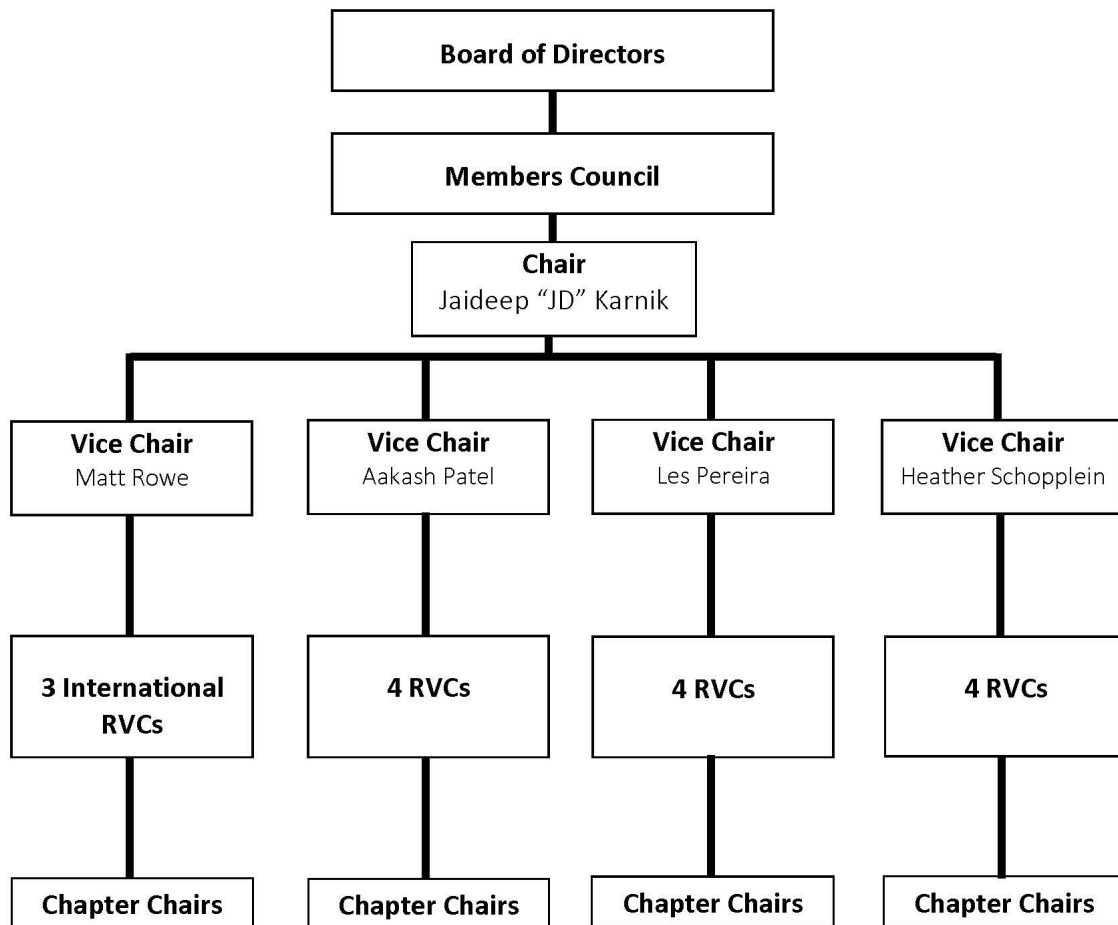 Board of Directors
Members Council
Chair
Jaideep “JD” Karnik
Vice Chair
Matt Rowe
Vice Chair
Aakash Patel
Vice Chair
Les Pereira
Vice Chair
Heather Schopplein
3 International
RVCs
4 RVCs
4 RVCs
4 RVCs
Chapter Chairs
Chapter Chairs
Chapter Chairs
Chapter Chairs